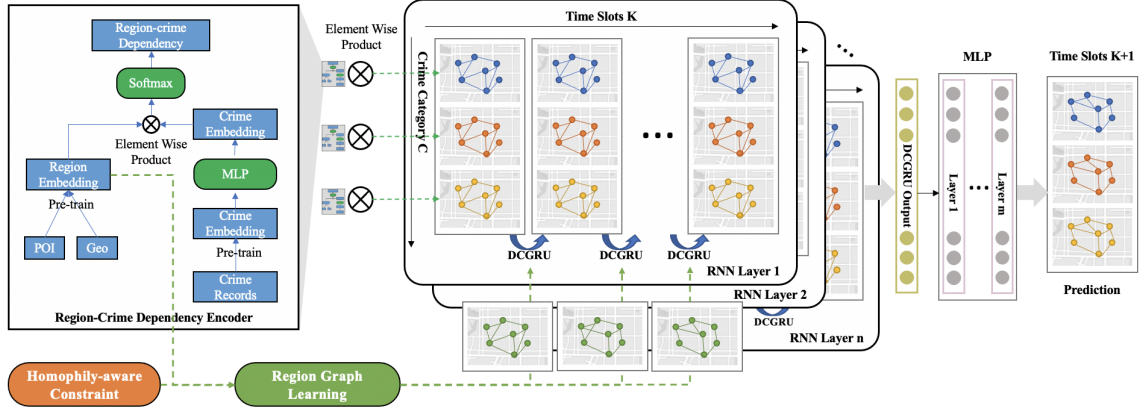 Region-crime
Dependency
Softmax
Element Wise
Product
Crime
Embedding
Region
Embedding
MLP
Pre-train
Crime
Embedding
POI
Geo
Pre-train
Crime
Records
Region-Crime Dependency Encoder
Homophily-aware
Constraint
Region Graph
Learning
Element Wise
Product
Time Slots K
Crime Category C
DCGRU
DCGRU
DCGRU
RNN Layer 1
RNN Layer 2
DCGRU
RNN Layer n
DCGRU Output
MLP
Layer 1
Layer m
Time Slots K+1
Prediction